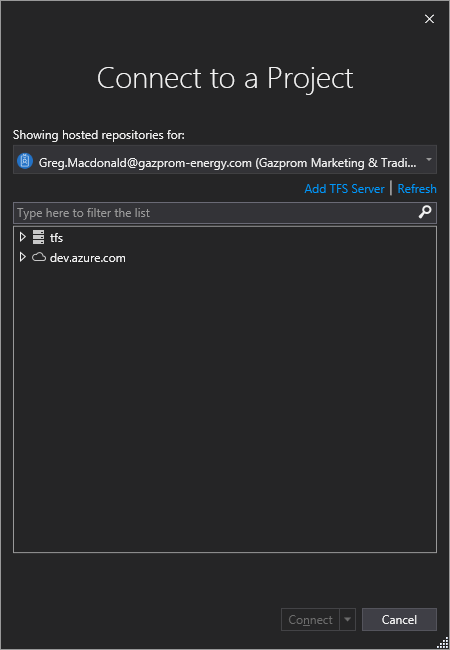 Connect to a Project
Showing hosted repositories for:
Greg.Macdonald@gazprom-energy.com (Gazprom Marketing & Tradi...
Add TFS Server | Refresh
Type here to filter the list
tfs
dev.azure.com
Connect
Cancel